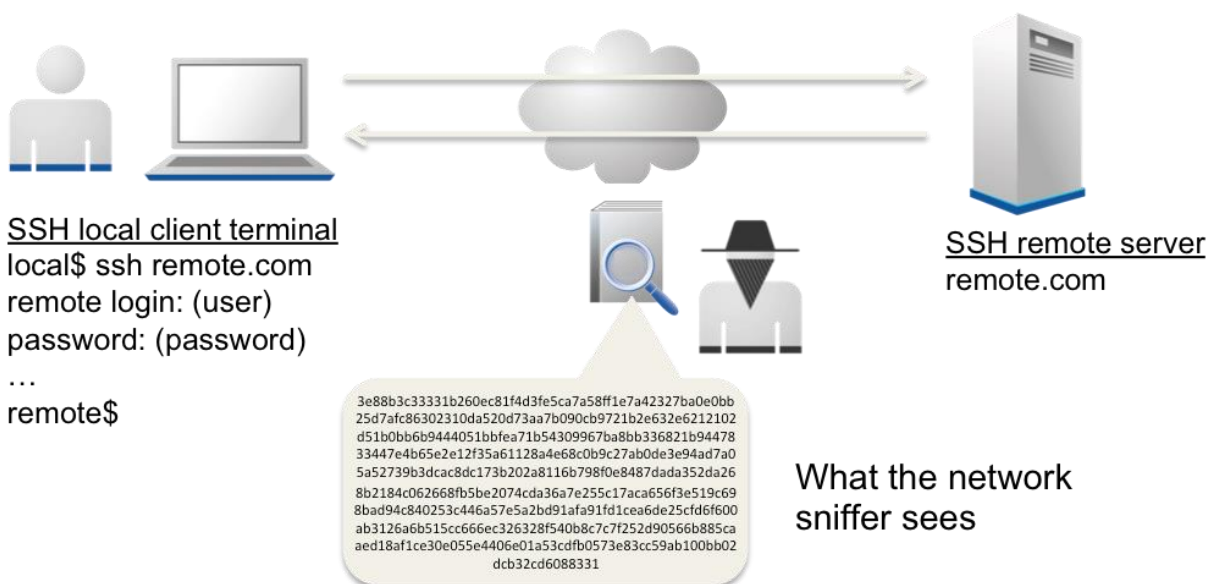 SSH local client terminal
local$ ssh remote.com
remote login: (user)
password: (password)
…
remote$
SSH remote server
remote.com
3e88b3c33331b260ec81f4d3fe5ca7a58ff1e7a42327ba0e0bb
25d7afc86302310da520d73aa7b090cb9721b2e632e6212102
d51b0bb6b9444051bbfea71b54309967ba8bb336821b94478
33447e4b65e2e12f35a61128a4e68c0b9c27ab0de3e94ad7a0
5a52739b3dcac8dc173b202a8116b798f0e8487dada352da26
8b2184c062668fb5be2074cda36a7e255c17aca656f3e519c69
8bad94c840253c446a57e5a2bd91afa91fd1cea6de25cfd6f600
ab3126a6b515cc666ec326328f540b8c7c7f252d90566b885ca
aed18af1ce30e055e4406e01a53cdfb0573e83cc59ab100bb02
dcb32cd6088331
What the network
sniffer sees